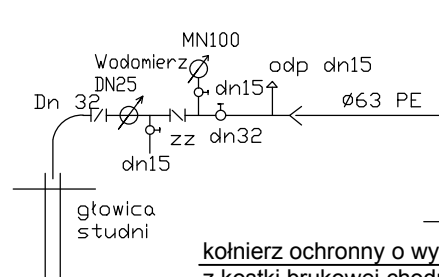 MN100
Wodomierz
DN25
odp dn15
dn15
Dn 32
Ø63 PE
zz
dn32
dn15
głowica
studni
kołnierz ochronny o wy
z kostki brukowej chod